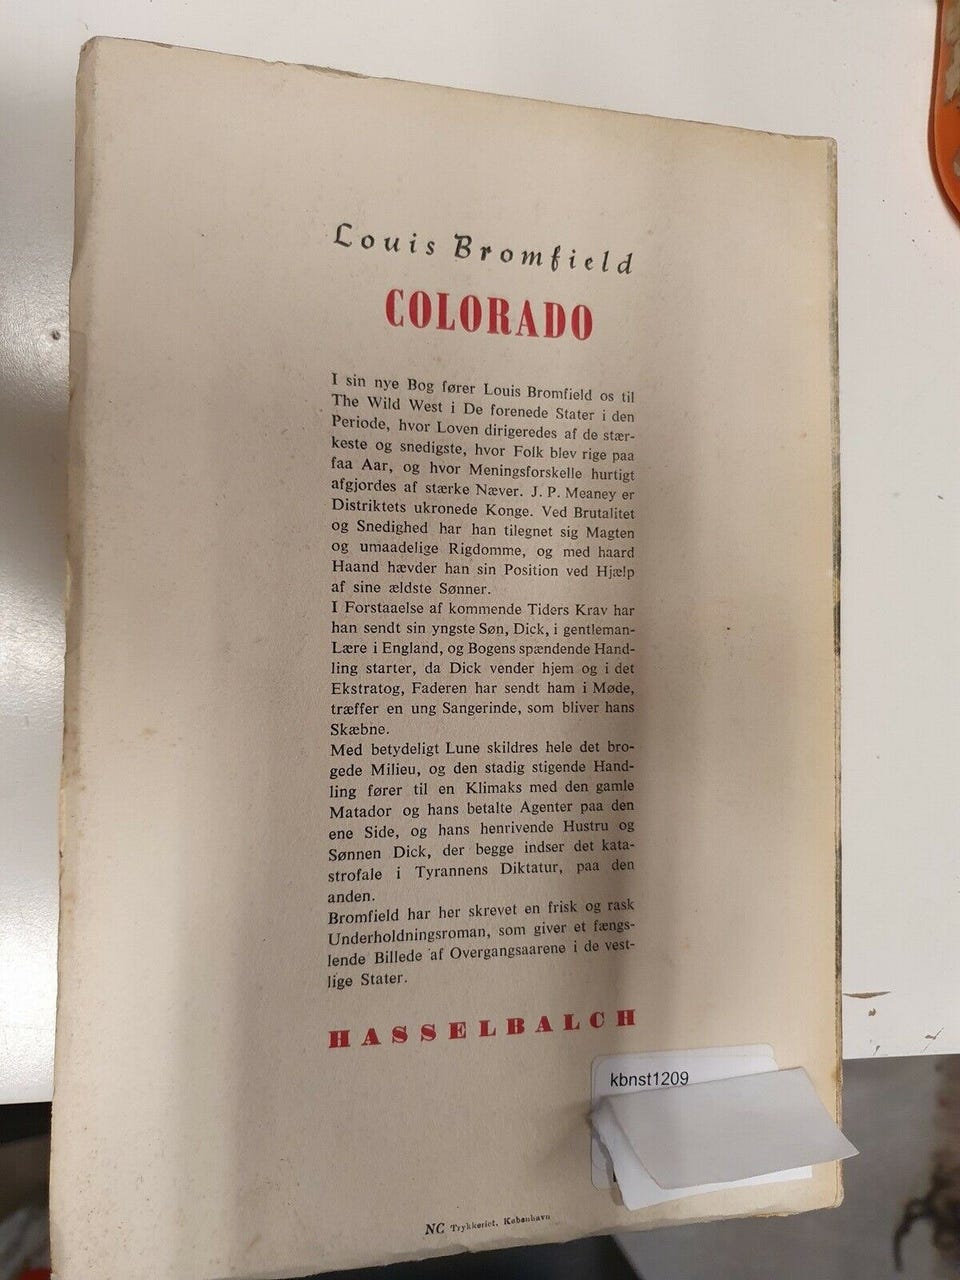 Louis Bromfield
COLORADO
I sin nye Bog fører Louis Bromfield os til
The Wild West i De forenede Stater i den
Periode, hvor Loven dirigeredes af de stær-
keste og snedigste, hvor Folk blev rige paa
faa Aar, og hvor Meningsforskelle hurtigt
afgjordes af stærke Næver. J. P. Meaney er
Distriktets ukronede Konge. Ved Brutalitet
og Snedighed har han tilegnet sig Magten
og umaadelige Rigdomme, og med haard
Haand hævder han sin Position ved Hjælp
af sine ældste Sønner.
I Forstaaelse af kommende Tiders Krav har
han sendt sin yngste Søn, Dick, i gentleman-
Lære i England, og Bogens spændende Hand-
ling starter, da Dick vender hjem og i det
Ekstratog, Faderen har sendt ham i Møde,
træffer en ung Sangerinde, som bliver hans
Skæbne.
Med betydeligt Lune skildres hele det bro-
gede Milieu, og den stadig stigende Hand-
ling fører til en Klimaks med den gamle
Matador og hans betalte Agenter paa den
ene Side, og hans henrivende Hustru og
Sønnen Dick, der begge indser det kata-
strofale i Tyrannens Diktatur, paa den
anden.
Bromfield har her skrevet en frisk og rask
Underholdningsroman, som giver et fængs-
lende Billede af Overgangsaarene i de vest-
lige Stater.
HASSELBALCH
kbnst1209
NC Trykkeriet, København